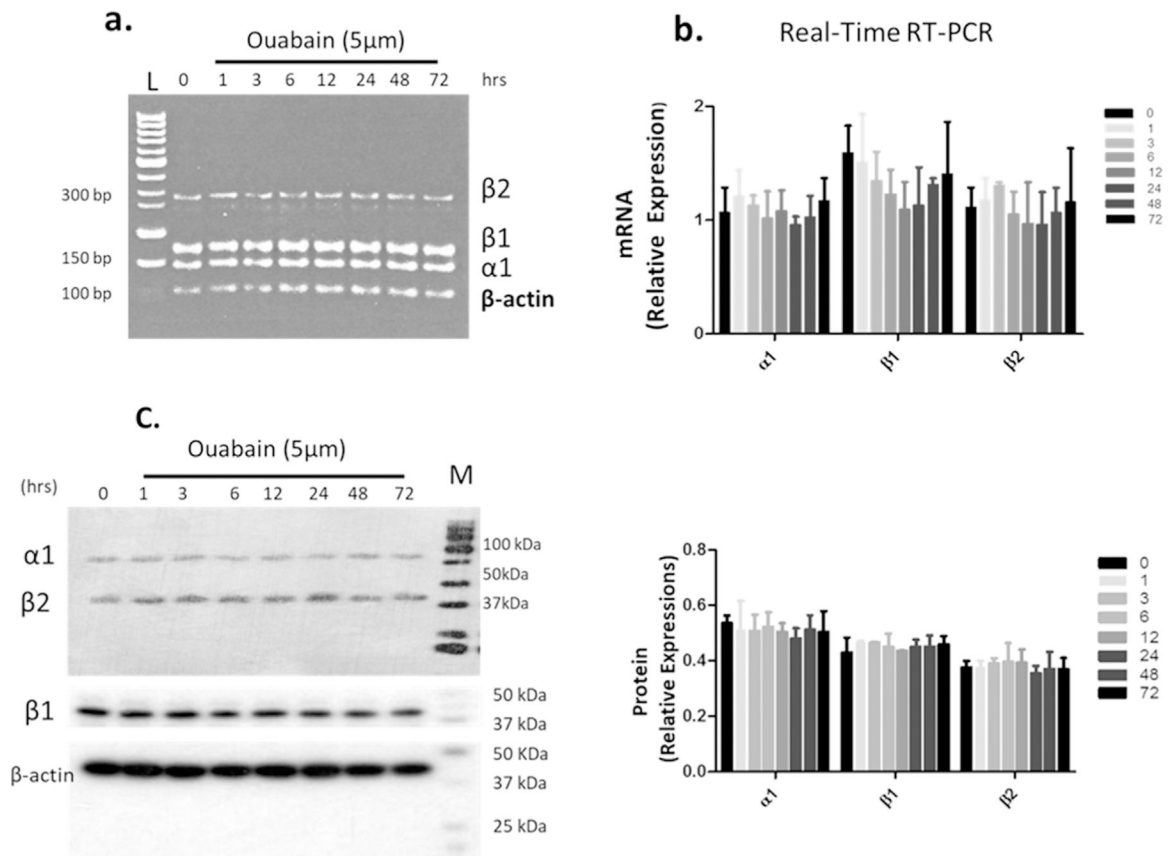 a.
Ouabain (5μm)
L 0 1 3 6 12 24 48 72 hrs
300 bp
150 bp
100 bp
β2
β1
α1
β-actin
b.
Real-Time RT-PCR
mRNA
(Relative Expression)
2
1
0
α1 β1 β2
0
1
3
6
12
24
48
72
C.
Ouabain (5μm)
(hrs) 0 1 3 6 12 24 48 72 M
α1
β2
β1
β-actin
100 kDa
50kDa
37kDa
50 kDa
37 kDa
50 kDa
37 kDa
25 kDa
Protein
(Relative Expressions)
0.8
0.6
0.4
0.2
0.0
α1 β1 β2
0
1
3
6
12
24
48
72